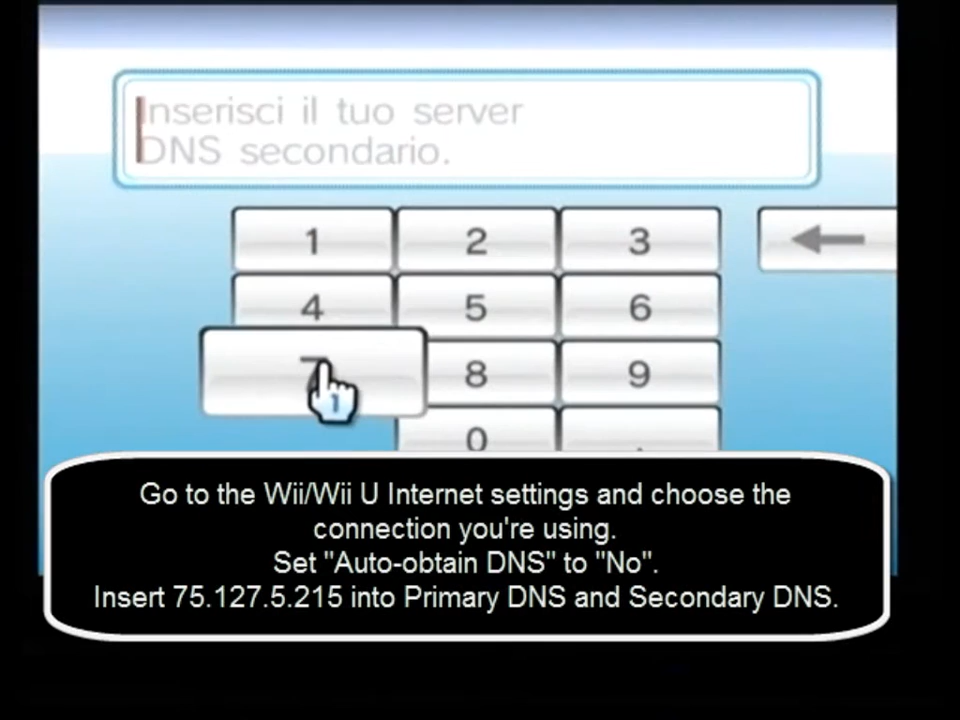 Inserisci il tuo server
DNS secondario.
1 2 3
4 5 6
7 8 9
0 .
1
Go to the Wii/Wii U Internet settings and choose the
connection you're using.
Set "Auto-obtain DNS" to "No".
Insert 75.127.5.215 into Primary DNS and Secondary DNS.